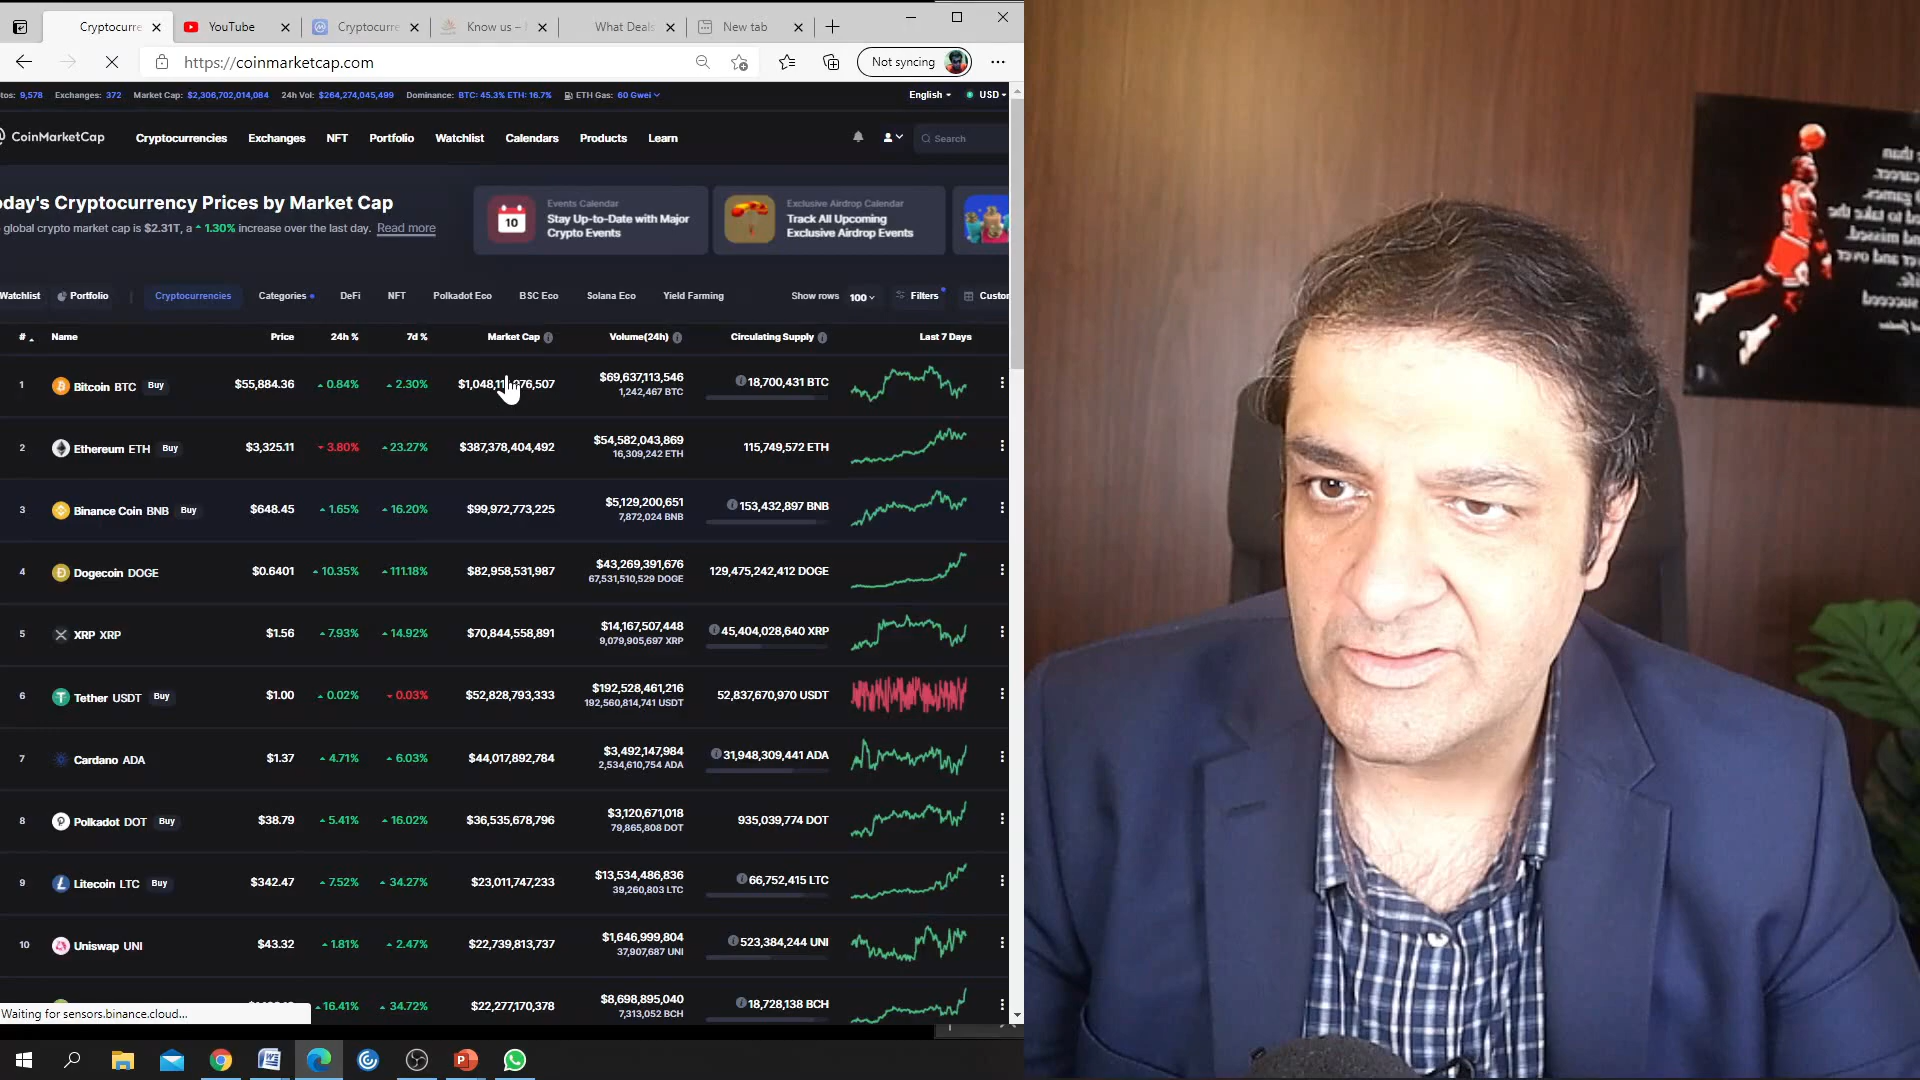 Cryptocurre
YouTube
Cryptocurre
Know us –
What Deal
New tab
https://coinmarketcap.com
Not syncing
tos: 9,578 Exchanges: 372 Market Cap: $2,306,702,014,084 24h Vol: $264,274,045,499 Dominance: BTC: 45.3% ETH: 16.7% ETH Gas: 60 Gwei
English USD
CoinMarketCap Cryptocurrencies Exchanges NFT Portfolio Watchlist Calendars Products Learn Search
oday's Cryptocurrency Prices by Market Cap
global crypto market cap is $2.31T, a 1.30% increase over the last day. Read more
10
Events Calendar
Stay Up-to-Date with Major
Crypto Events
Exclusive Airdrop Calendar
Track All Upcoming
Exclusive Airdrop Events
Watchlist Portfolio Cryptocurrencies Categories DeFi NFT Polkadot Eco BSC Eco Solana Eco Yield Farming Show rows 100 Filters Custo
# Name Price 24h % 7d % Market Cap Volume(24h) Circulating Supply Last 7 Days
1 Bitcoin BTC Buy $55,884.36 0.84% 2.30% $69,637,113,546 18,700,431 BTC
1,242,467 BTC
2 Ethereum ETH Buy $3,325.11 3.80% 23.27% $387,378,404,492 $54,582,043,869 115,749,572 ETH
16,309,242 ETH
3 Binance Coin BNB Buy $648.45 1.65% 16.20% $99,972,773,225 $5,129,200,651 153,432,897 BNB
7,872,024 BNB
4 Dogecoin DOGE $0.6401 10.35% 111.18% $82,958,531,987 $43,269,391,676 129,475,242,412 DOGE
67,531,510,529 DOGE
5 XRP XRP $1.56 7.93% 14.92% $70,844,558,891 $14,167,507,448 45,404,028,640 XRP
9,079,905,697 XRP
6 Tether USDT Buy $1.00 0.02% 0.03% $52,828,793,333 $192,528,461,216 52,837,670,970 USDT
192,560,814,741 USDT
7 Cardano ADA $1.37 4.71% 6.03% $44,017,892,784 $3,492,147,984 31,948,309,441 ADA
2,534,610,754 ADA
8 Polkadot DOT Buy $38.79 5.41% 16.02% $36,535,678,796 $3,120,671,018 935,039,774 DOT
79,865,808 DOT
9 Litecoin LTC Buy $342.47 7.52% 34.27% $23,011,747,233 $13,534,486,836 66,752,415 LTC
39,260,803 LTC
10 Uniswap UNI $43.32 1.81% 2.47% $22,739,813,737 $1,646,999,804 523,384,244 UNI
37,907,687 UNI
16.41% 34.72% $22,277,170,378 $8,698,895,040 18,728,138 BCH
7,313,052 BCH
Waiting for sensors.binance.cloud...
than
career.
games.
to take the
and missed.
over and over
life.
succeed